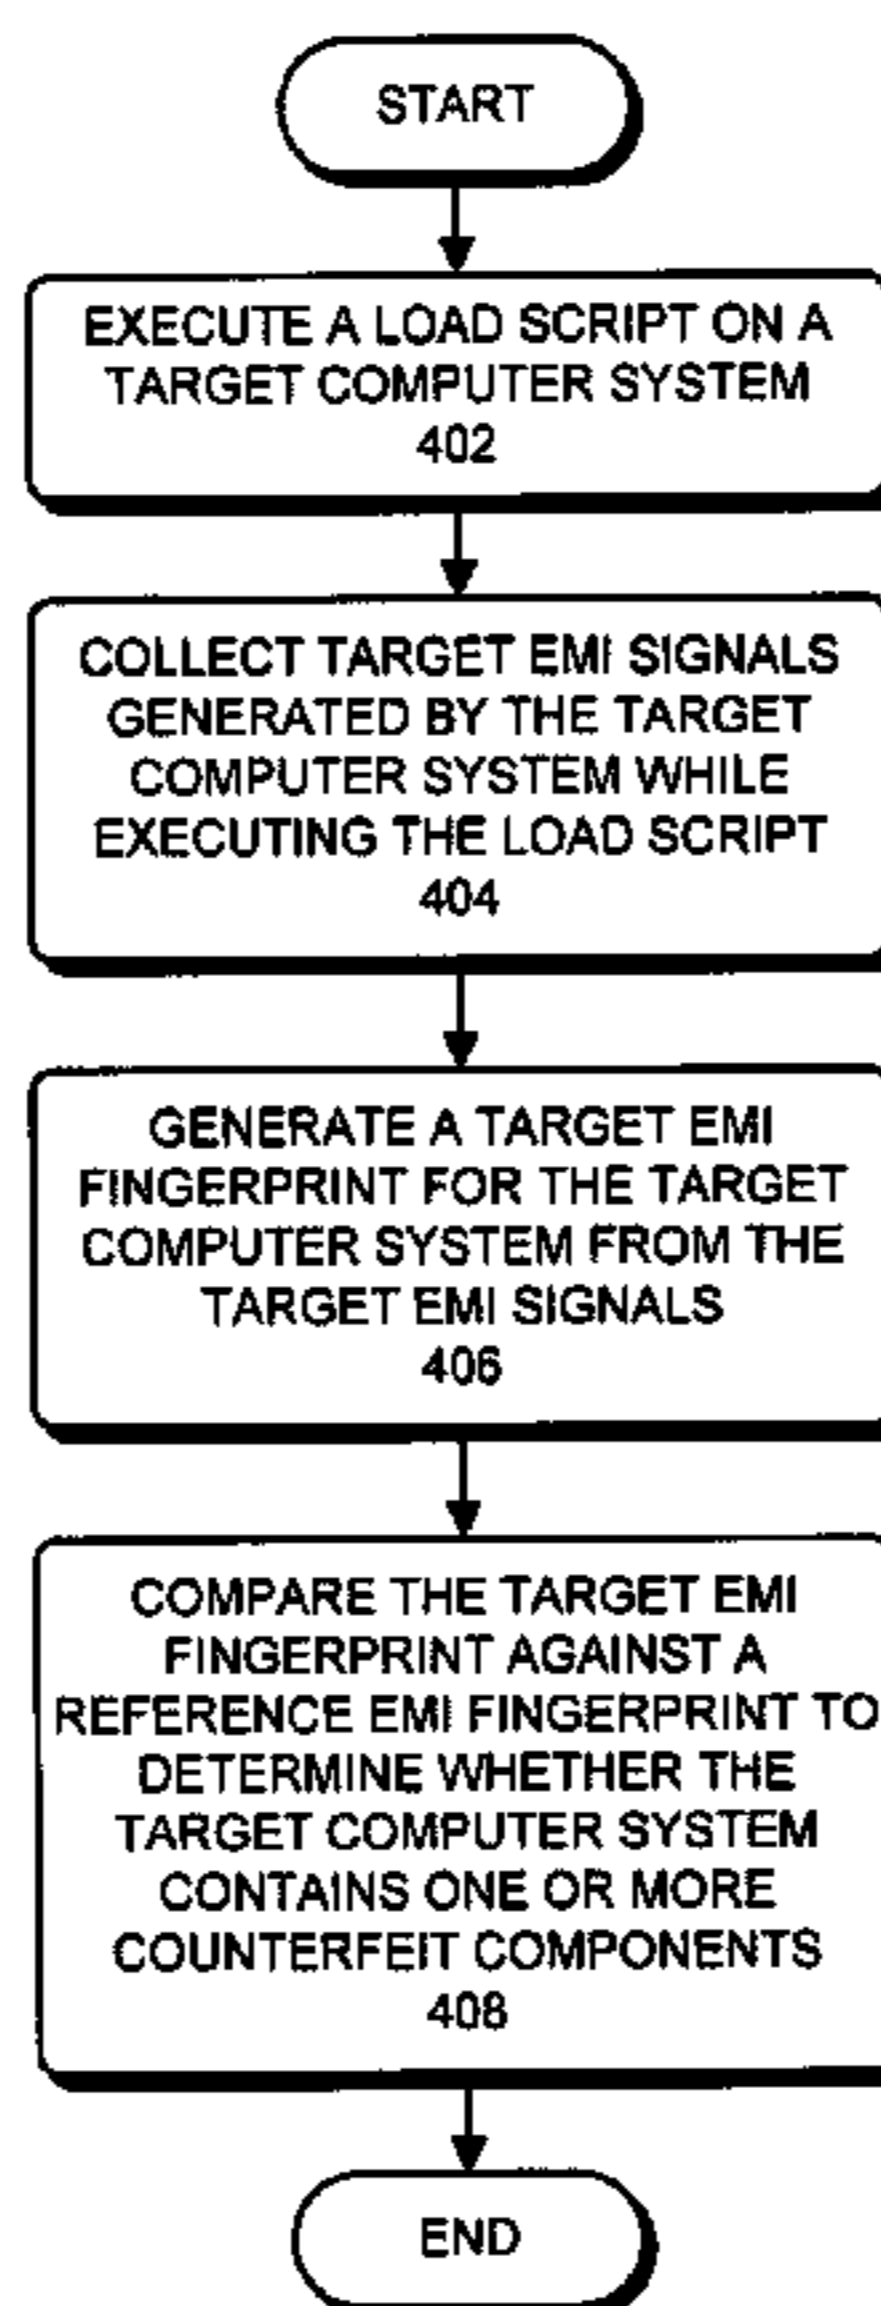 START
EXECUTE A LOAD SCRIPT ON A
TARGET COMPUTER SYSTEM
402
COLLECT TARGET EMI SIGNALS
GENERATED BY THE TARGET
COMPUTER SYSTEM WHILE
EXECUTING THE LOAD SCRIPT
404
GENERATE A TARGET EMI
FINGERPRINT FOR THE TARGET
COMPUTER SYSTEM FROM THE
TARGET EMI SIGNALS
406
COMPARE THE TARGET EMI
FINGERPRINT AGAINST A
REFERENCE EMI FINGERPRINT TO
DETERMINE WHETHER THE
TARGET COMPUTER SYSTEM
CONTAINS ONE OR MORE
COUNTERFEIT COMPONENTS
408
END